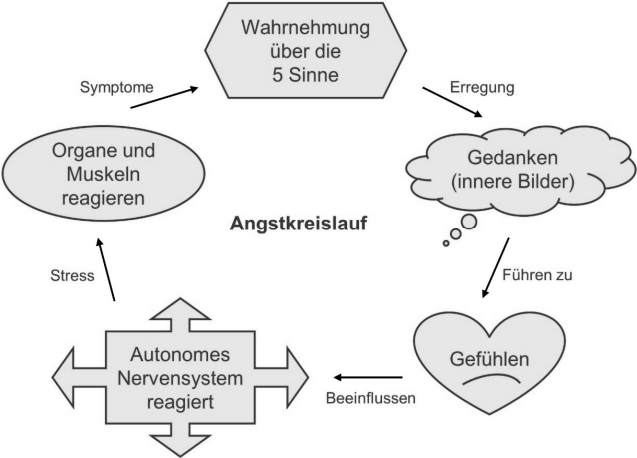 Wahrnehmung
über die
5 Sinne
Erregung
Gedanken
(innere Bilder)
Führen zu
Gefühlen
Beeinflussen
Autonomes
Nervensystem
reagiert
Stress
Organe und
Muskeln
reagieren
Symptome
Angstkreislauf